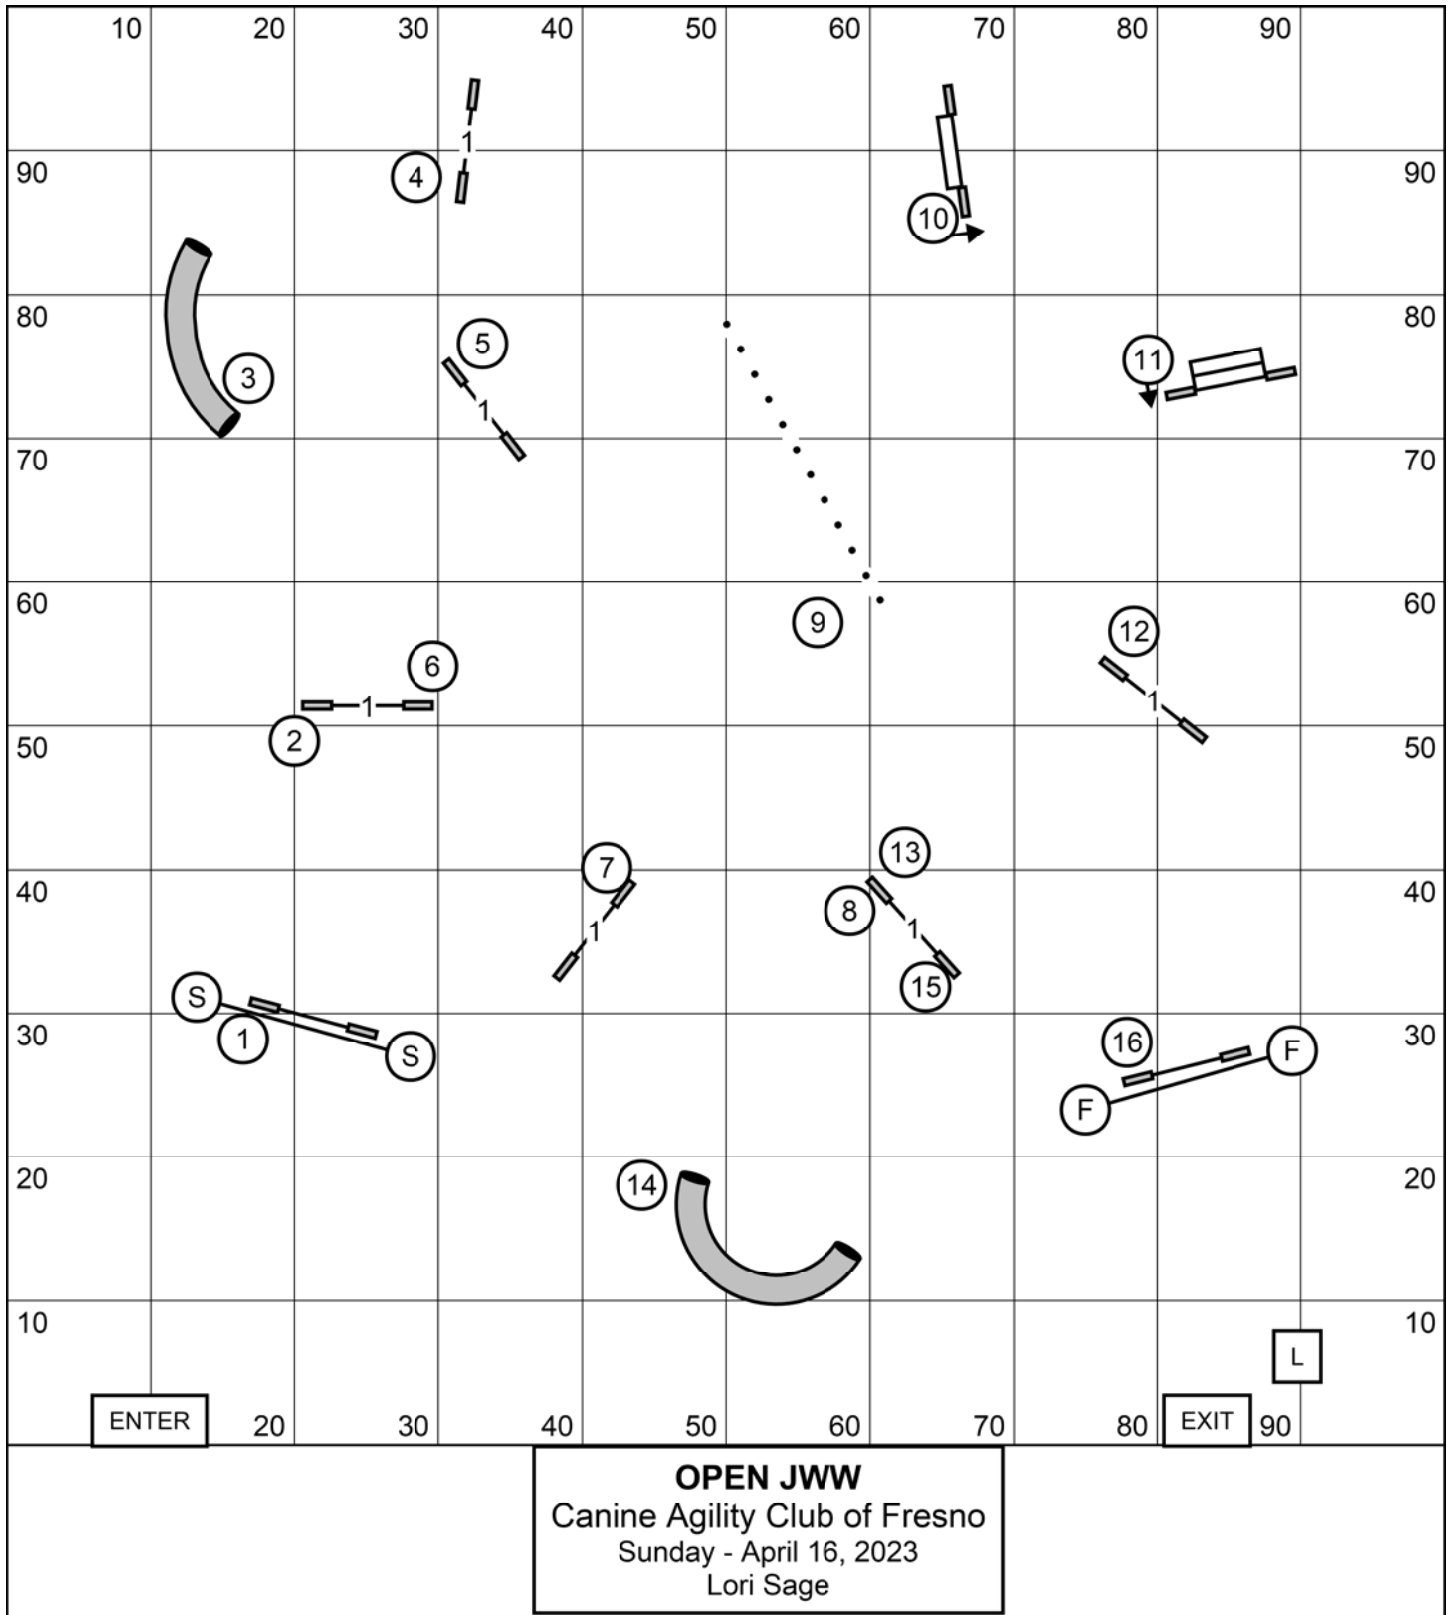 10 20 30 40 50 60 70 80 90
1
4
90 90
10
3
80 80
5
11
1
70 70
60 60
9
12
6
1
1
2
50 50
13
7
40 40
8
1
1
15
S
30 30
1
S
16
F
F
20 20
14
10 10
L
ENTER 20 30 40 50 60 70 80 EXIT 90
OPEN JWW
Canine Agility Club of Fresno
Sunday - April 16, 2023
Lori Sage